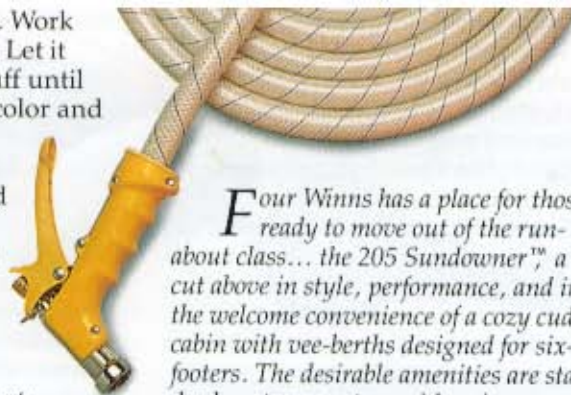 . Work
Let it
ff until
color and
Four Winns has a place for thos
ready to move out of the run-
about class... the 205 Sundowner™, a
cut above in style, performance, and i
the welcome convenience of a cozy cud
cabin with vee-berths designed for six-
footers. The desirable amenities are sta